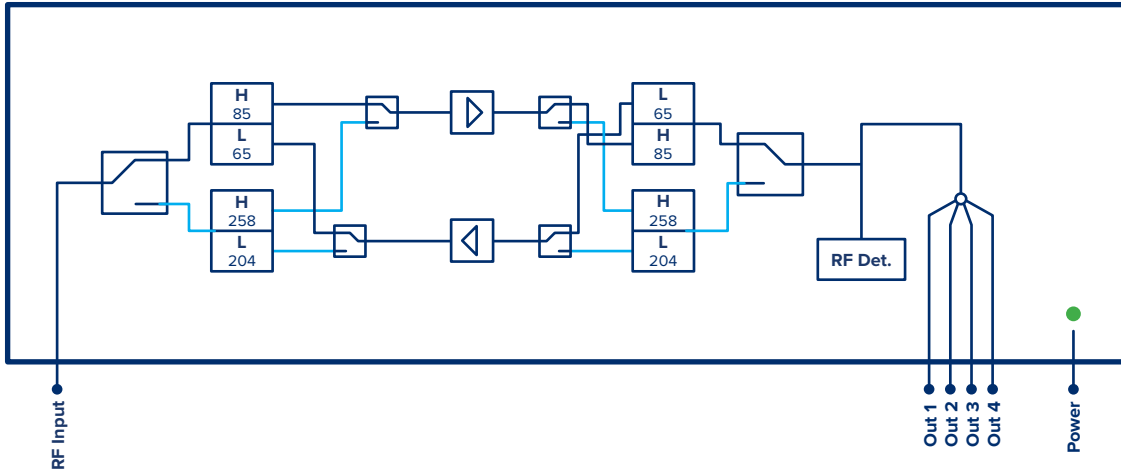 H
85
L
65
H
258
L
204
L
65
H
85
H
258
L
204
RF Det.
RF Input
Out 1
Out 2
Out 3
Out 4
Power